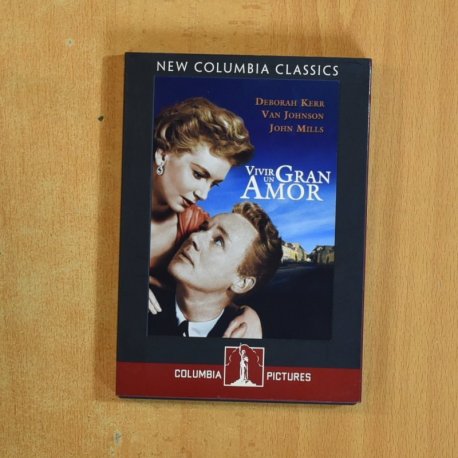 NEW COLUMBIA CLASSICS
DEBORAH KERR
VAN JOHNSON
JOHN MILLS
VIVIR UN GRAN
AMOR
COLUMBIA PICTURES